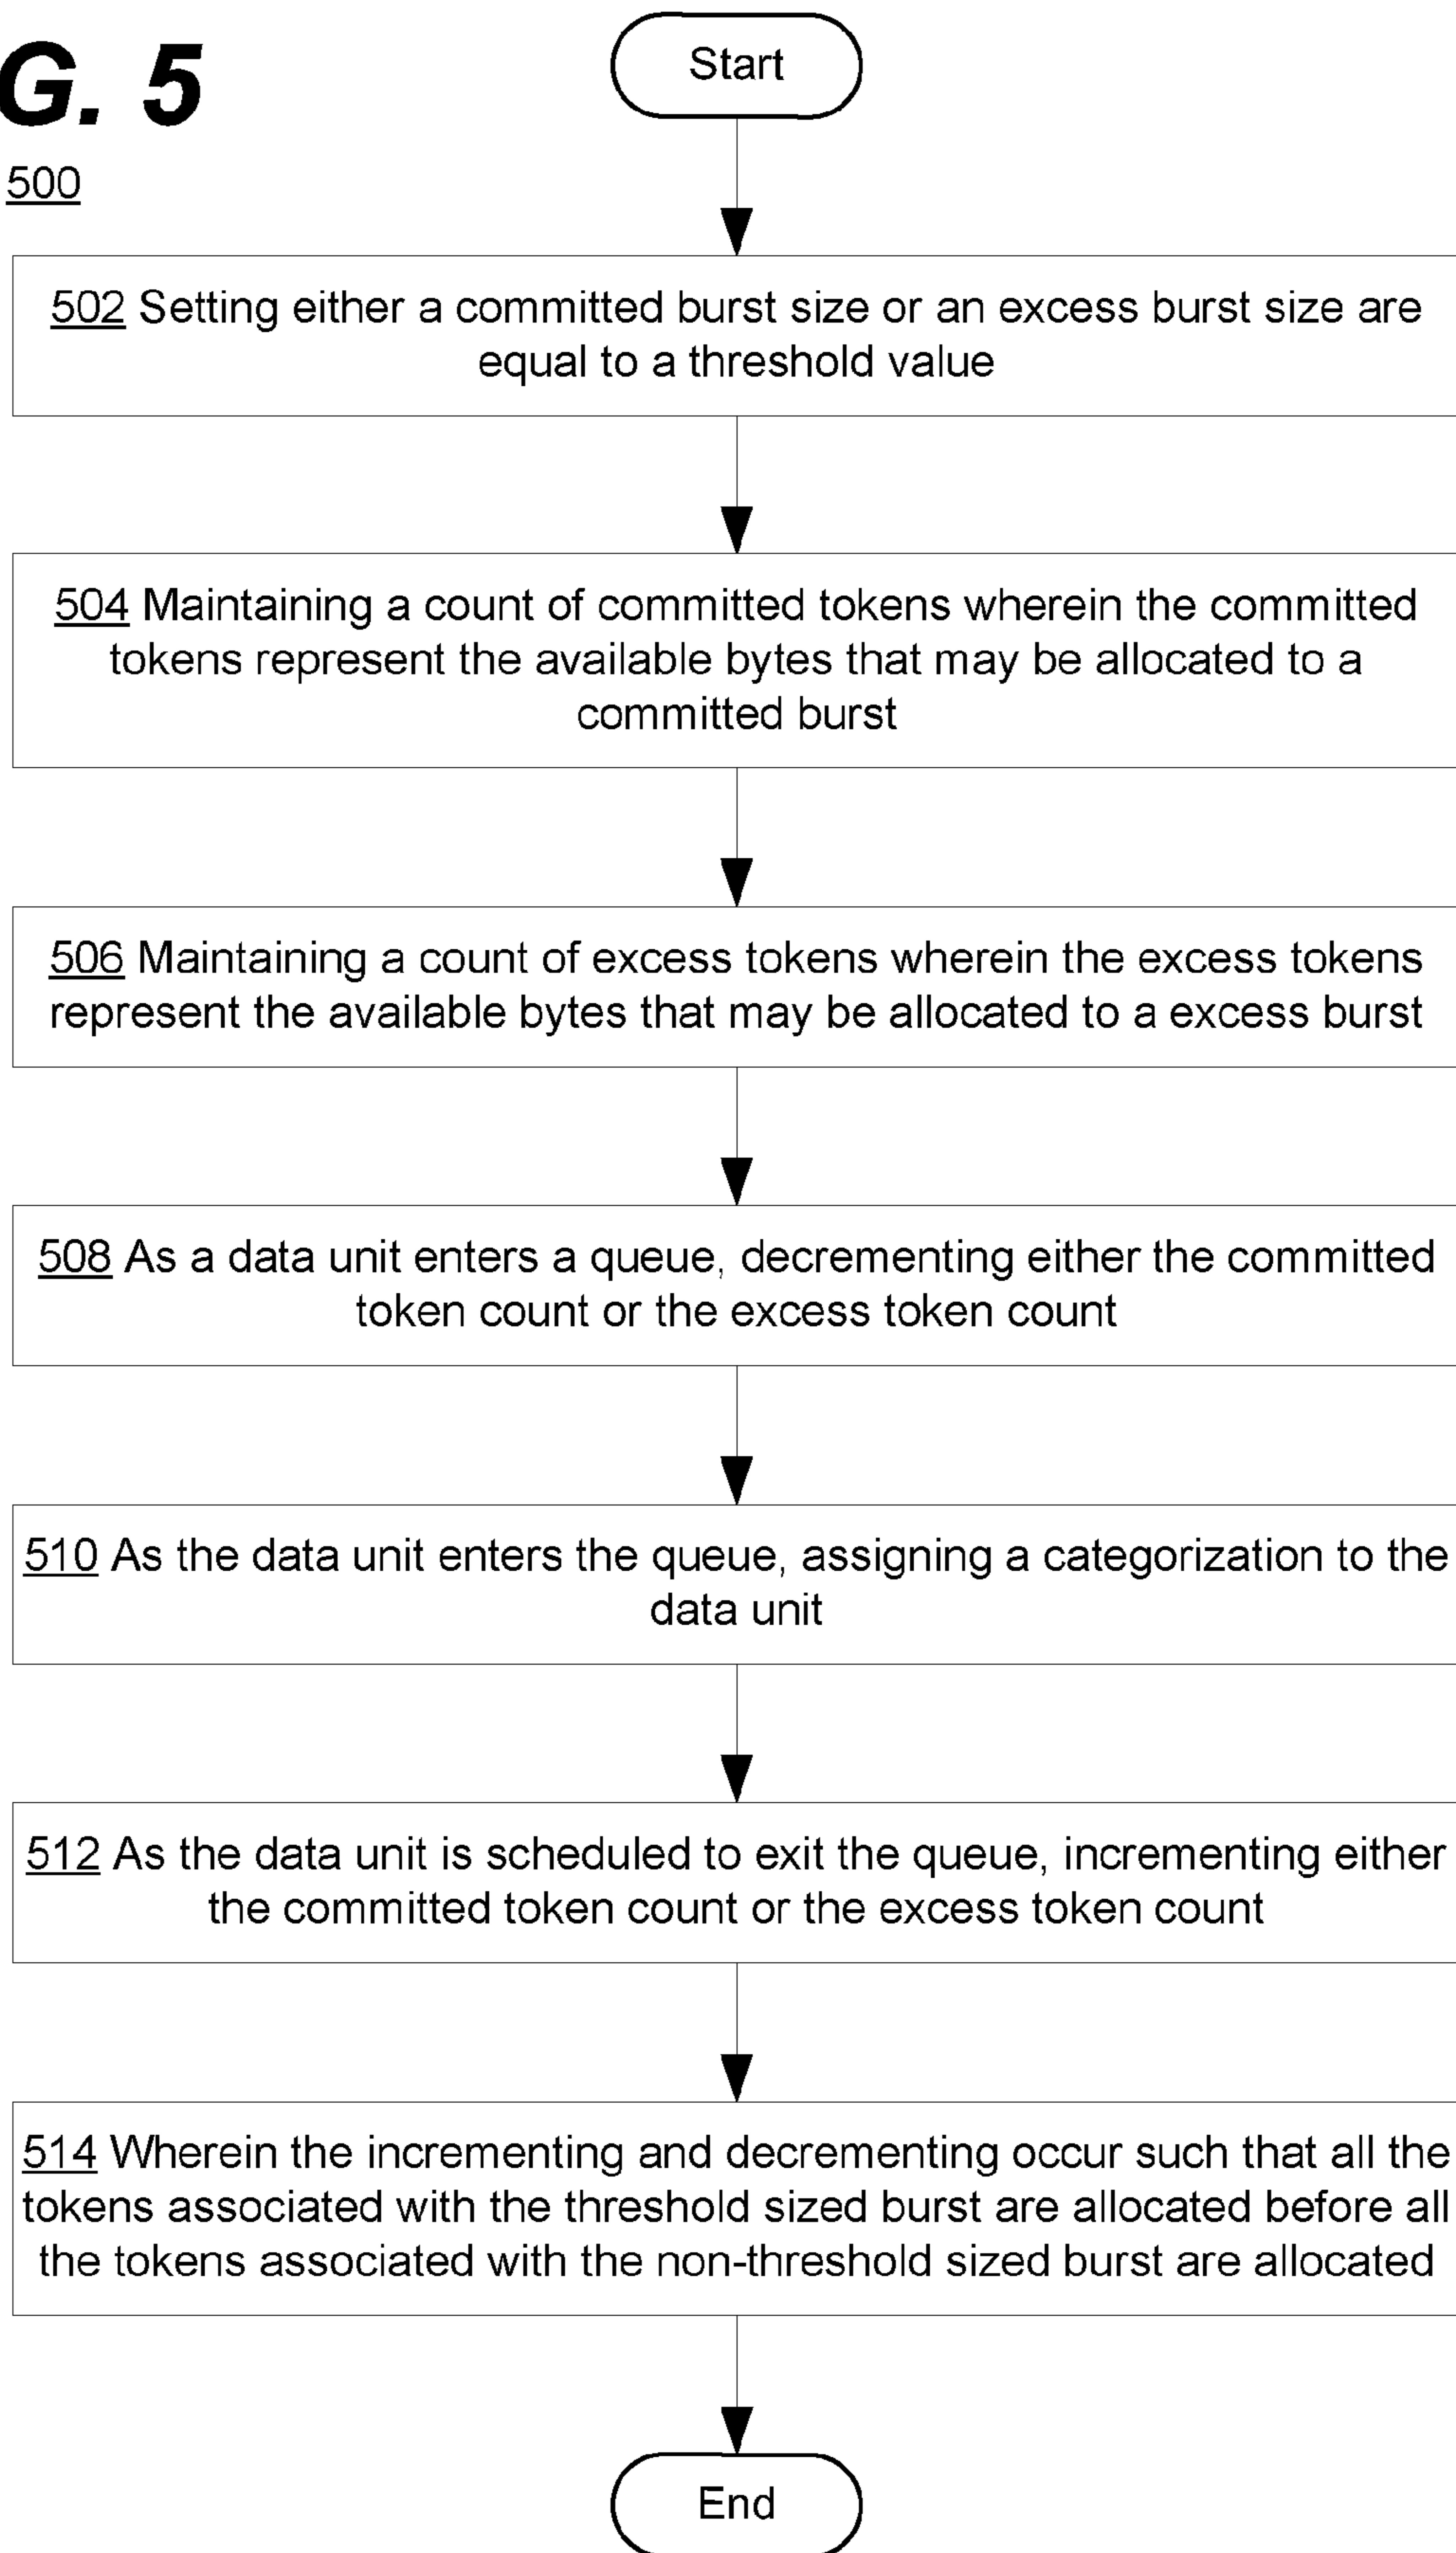 G. 5
500
Start
502 Setting either a committed burst size or an excess burst size are
equal to a threshold value
504 Maintaining a count of committed tokens wherein the committed
tokens represent the available bytes that may be allocated to a
committed burst
506 Maintaining a count of excess tokens wherein the excess tokens
represent the available bytes that may be allocated to a excess burst
508 As a data unit enters a queue, decrementing either the committed
token count or the excess token count
510 As the data unit enters the queue, assigning a categorization to the
data unit
512 As the data unit is scheduled to exit the queue, incrementing either
the committed token count or the excess token count
514 Wherein the incrementing and decrementing occur such that all the
tokens associated with the threshold sized burst are allocated before all
the tokens associated with the non-threshold sized burst are allocated
End